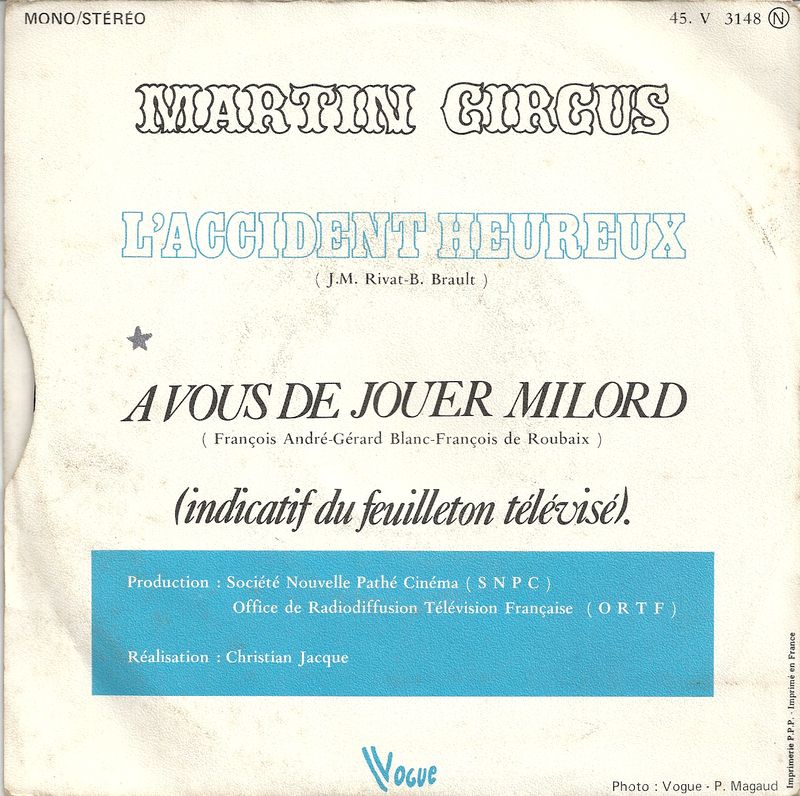 MONO/STÉRÉO
45. V 3148 N
MARTIN CIRCUS
L'ACCIDENT HEUREUX
( J.M. Rivat-B. Brault )
A VOUS DE JOUER MILORD
( François André-Gérard Blanc-François de Roubaix )
(indicatif du feuilleton télévisé).
Production : Société Nouvelle Pathé Cinéma ( S N P C )
Office de Radiodiffusion Télévision Française ( O R T F )
Réalisation : Christian Jacque
Vogue
Photo : Vogue - P. Magaud
Imprimerie P.P.P. - Imprimé en France